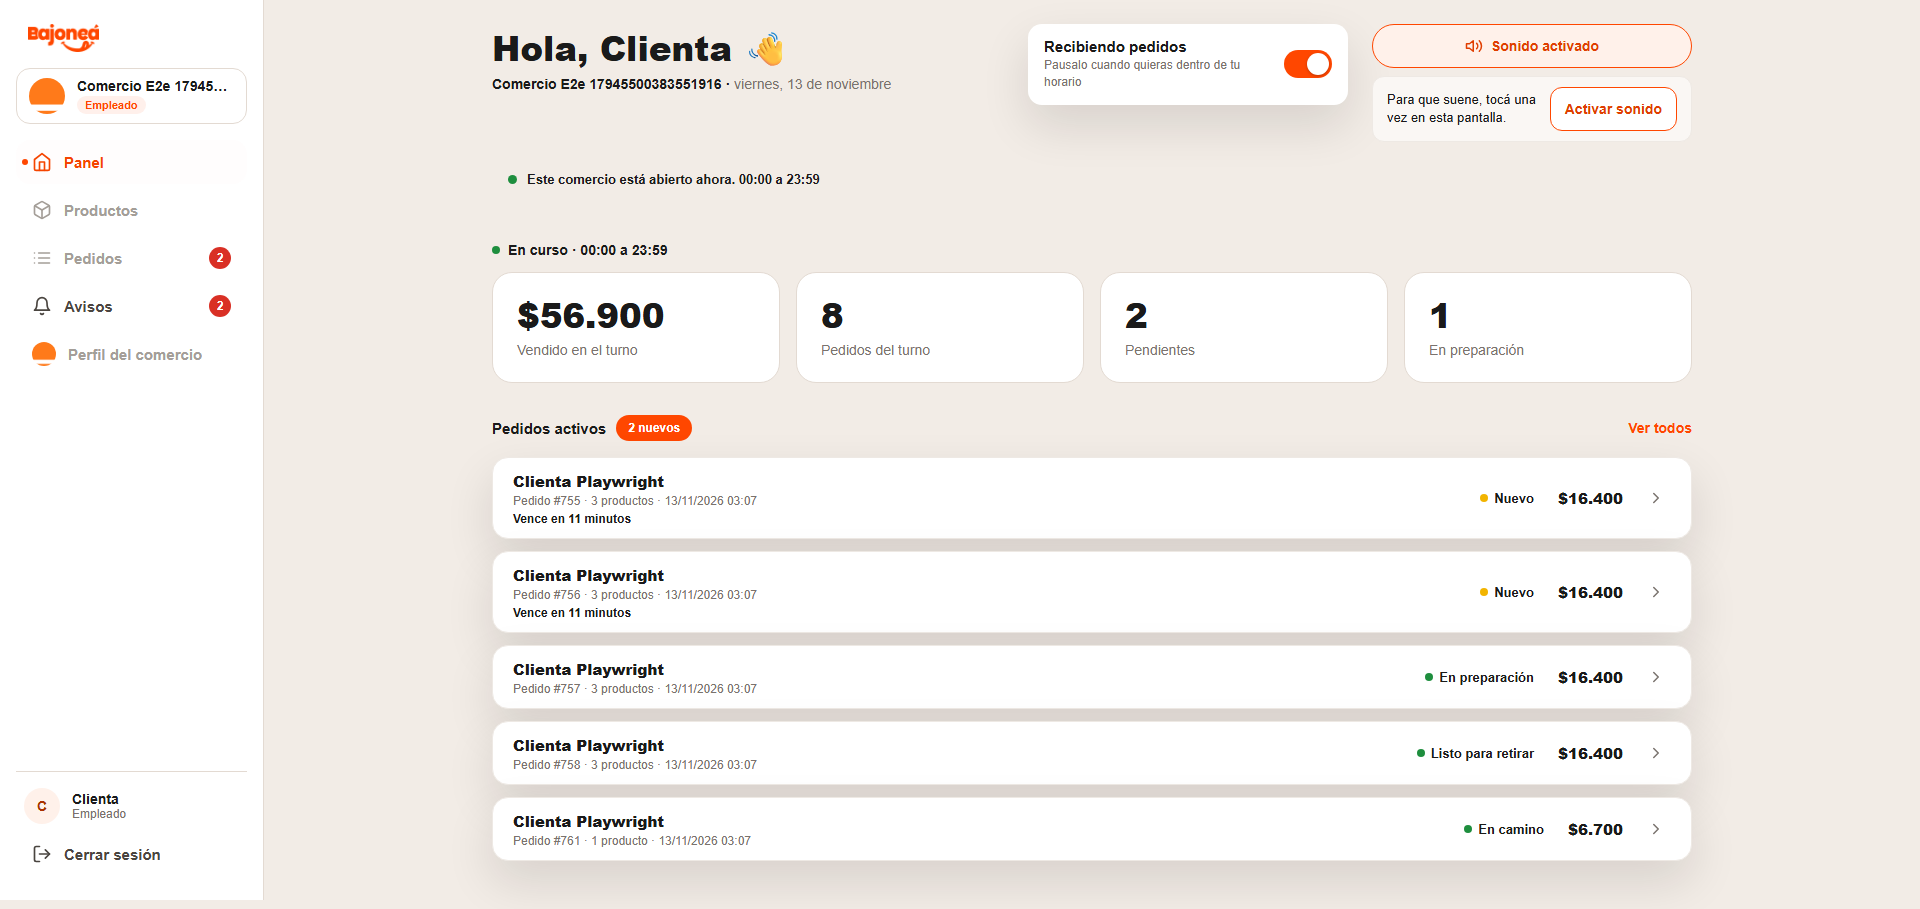 Bajoneá
Comercio E2e 17945...
Empleado
Panel
Productos
Pedidos 2
Avisos 2
Perfil del comercio
C
Clienta
Empleado
Cerrar sesión
Hola, Clienta 👋
Comercio E2e 17945500383551916 · viernes, 13 de noviembre
Recibiendo pedidos
Pausalo cuando quieras dentro de tu
horario
Sonido activado
Para que suene, tocá una
vez en esta pantalla.
Activar sonido
Este comercio está abierto ahora. 00:00 a 23:59
En curso · 00:00 a 23:59
$56.900
Vendido en el turno
8
Pedidos del turno
2
Pendientes
1
En preparación
Pedidos activos 2 nuevos
Ver todos
Clienta Playwright
Pedido #755 · 3 productos · 13/11/2026 03:07
Vence en 11 minutos
Nuevo $16.400
Clienta Playwright
Pedido #756 · 3 productos · 13/11/2026 03:07
Vence en 11 minutos
Nuevo $16.400
Clienta Playwright
Pedido #757 · 3 productos · 13/11/2026 03:07
En preparación $16.400
Clienta Playwright
Pedido #758 · 3 productos · 13/11/2026 03:07
Listo para retirar $16.400
Clienta Playwright
Pedido #761 · 1 producto · 13/11/2026 03:07
En camino $6.700